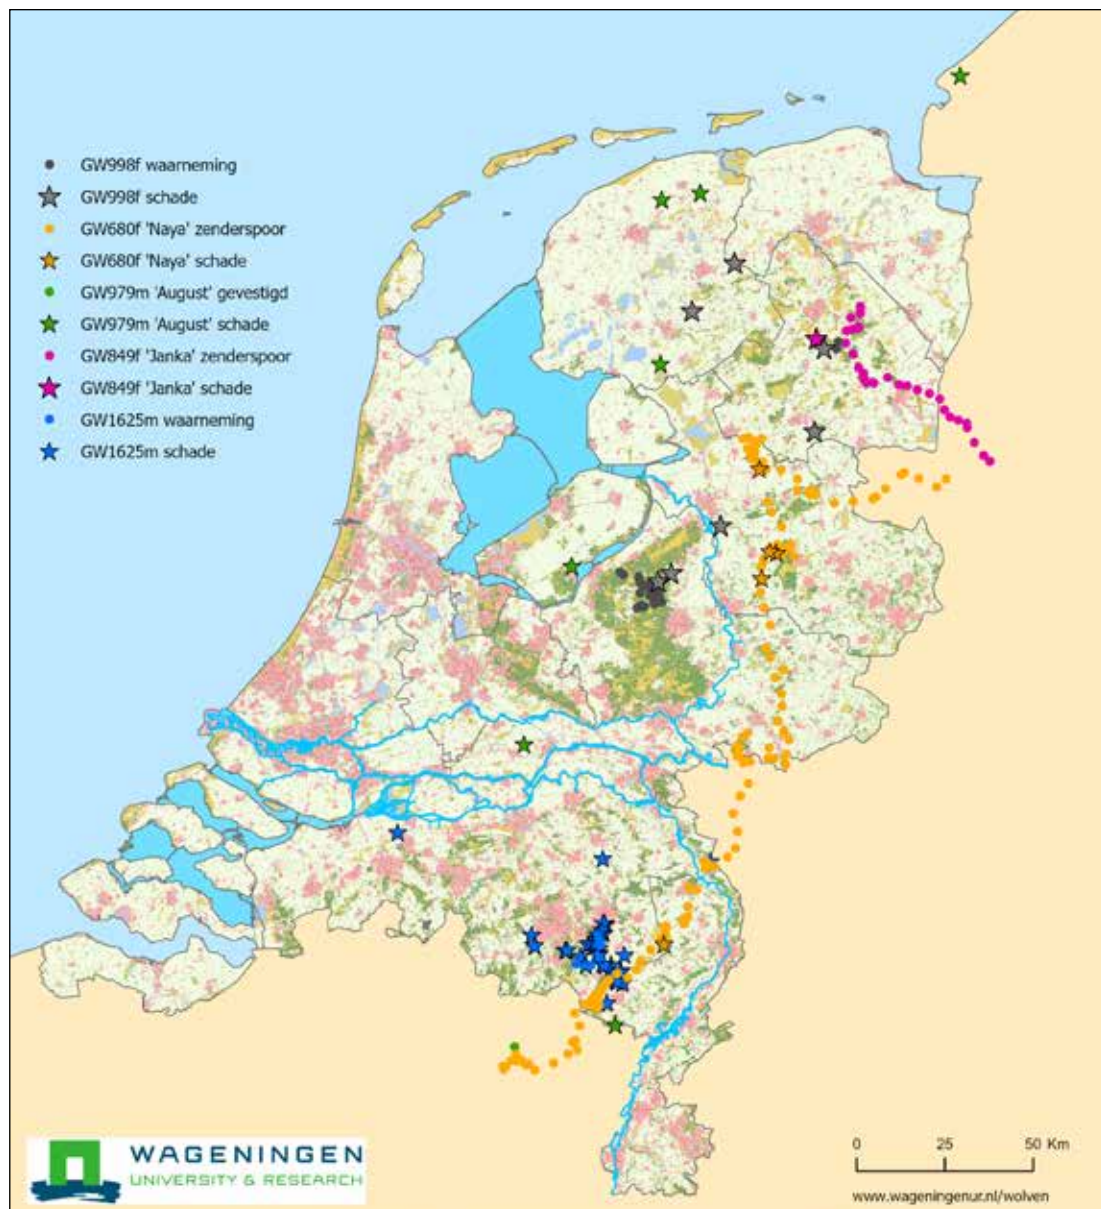 GW998f waarneming
GW998f schade
GW680f 'Naya' zenderspoor
GW680f 'Naya' schade
GW979m 'August' gevestigd
GW979m 'August' schade
GW849f 'Janka' zenderspoor
GW849f 'Janka' schade
GW1625m waarneming
GW1625m schade
WAGENINGEN
UNIVERSITY & RESEARCH
0 25 50 Km
www.wageningenur.nl/wolven